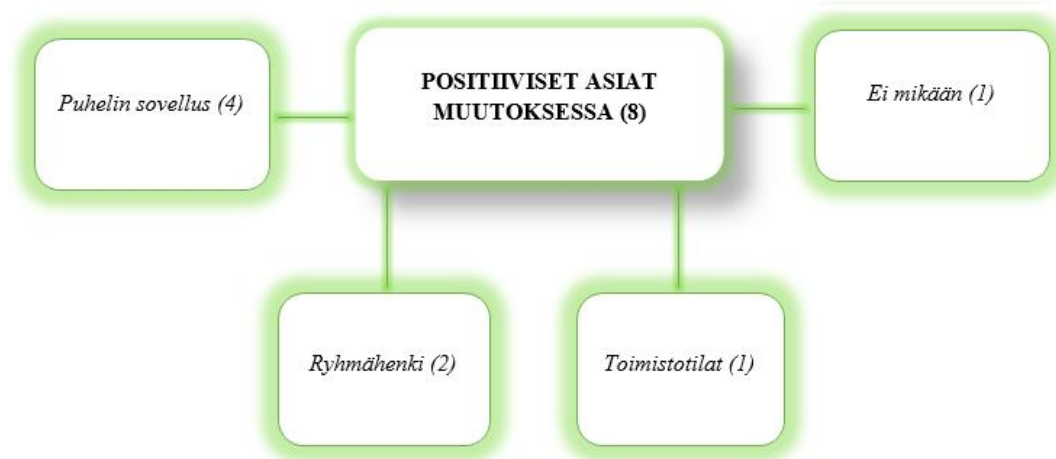 Puhelin sovellus (4)
POSITIIVISET ASIAT
MUUTOKSESSA (8)
Ei mikään (1)
Ryhmähenki (2)
Toimistotilat (1)